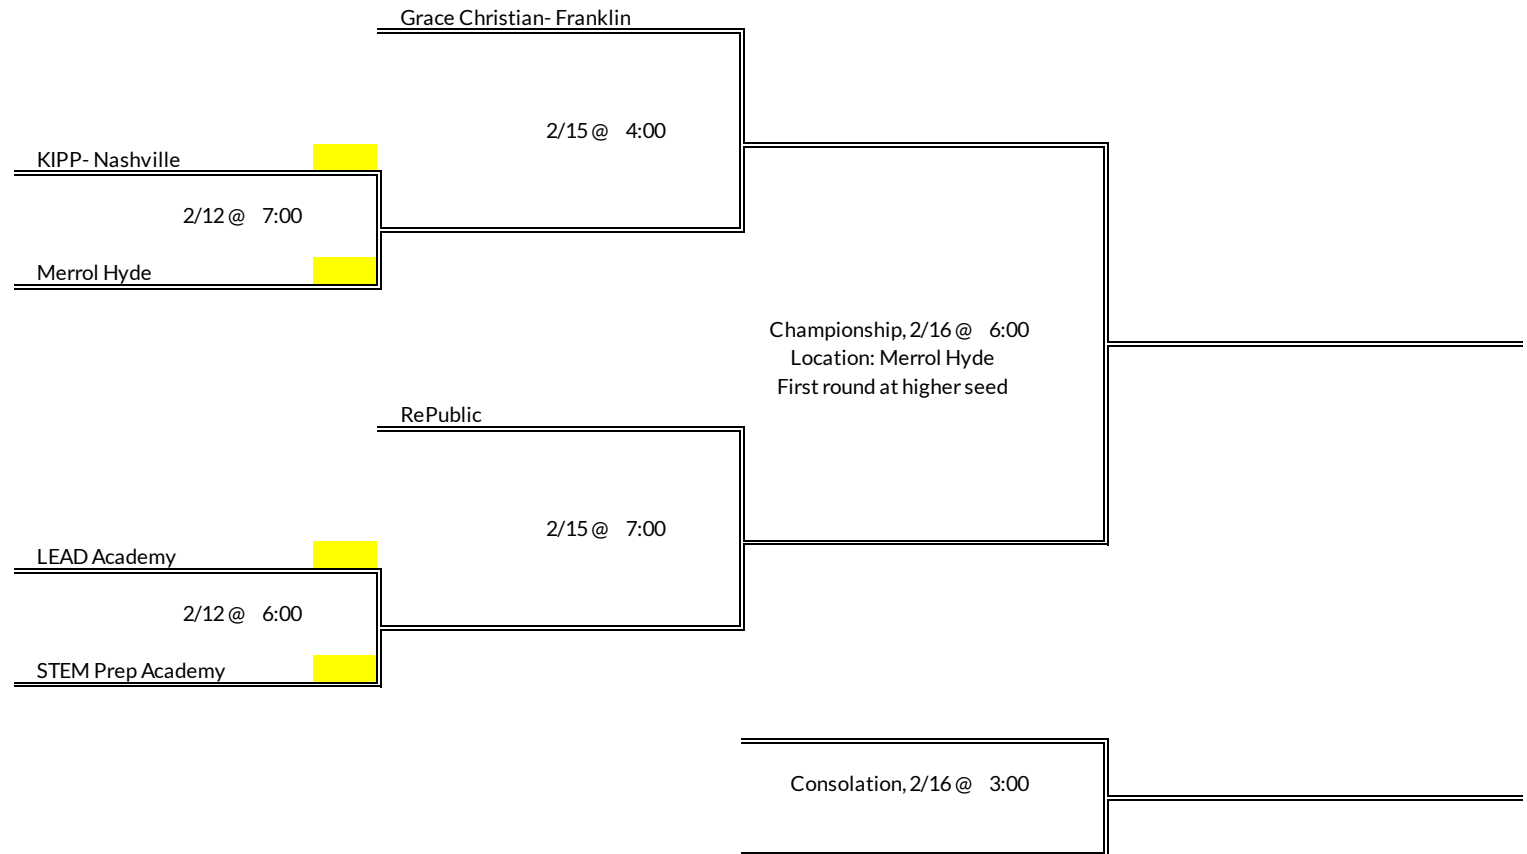 Grace Christian- Franklin
2/15 @ 4:00
KIPP- Nashville
2/12 @ 7:00
Merrol Hyde
Championship, 2/16 @ 6:00
Location: Merrol Hyde
First round at higher seed
RePublic
2/15 @ 7:00
LEAD Academy
2/12 @ 6:00
STEM Prep Academy
Consolation, 2/16 @ 3:00